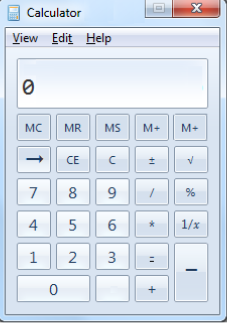 Calculator
View Edit Help
0
MC MR MS M+ M+
→ CE C ± √
7 8 9 / %
4 5 6 * 1/x
1 2 3 = −
0 +